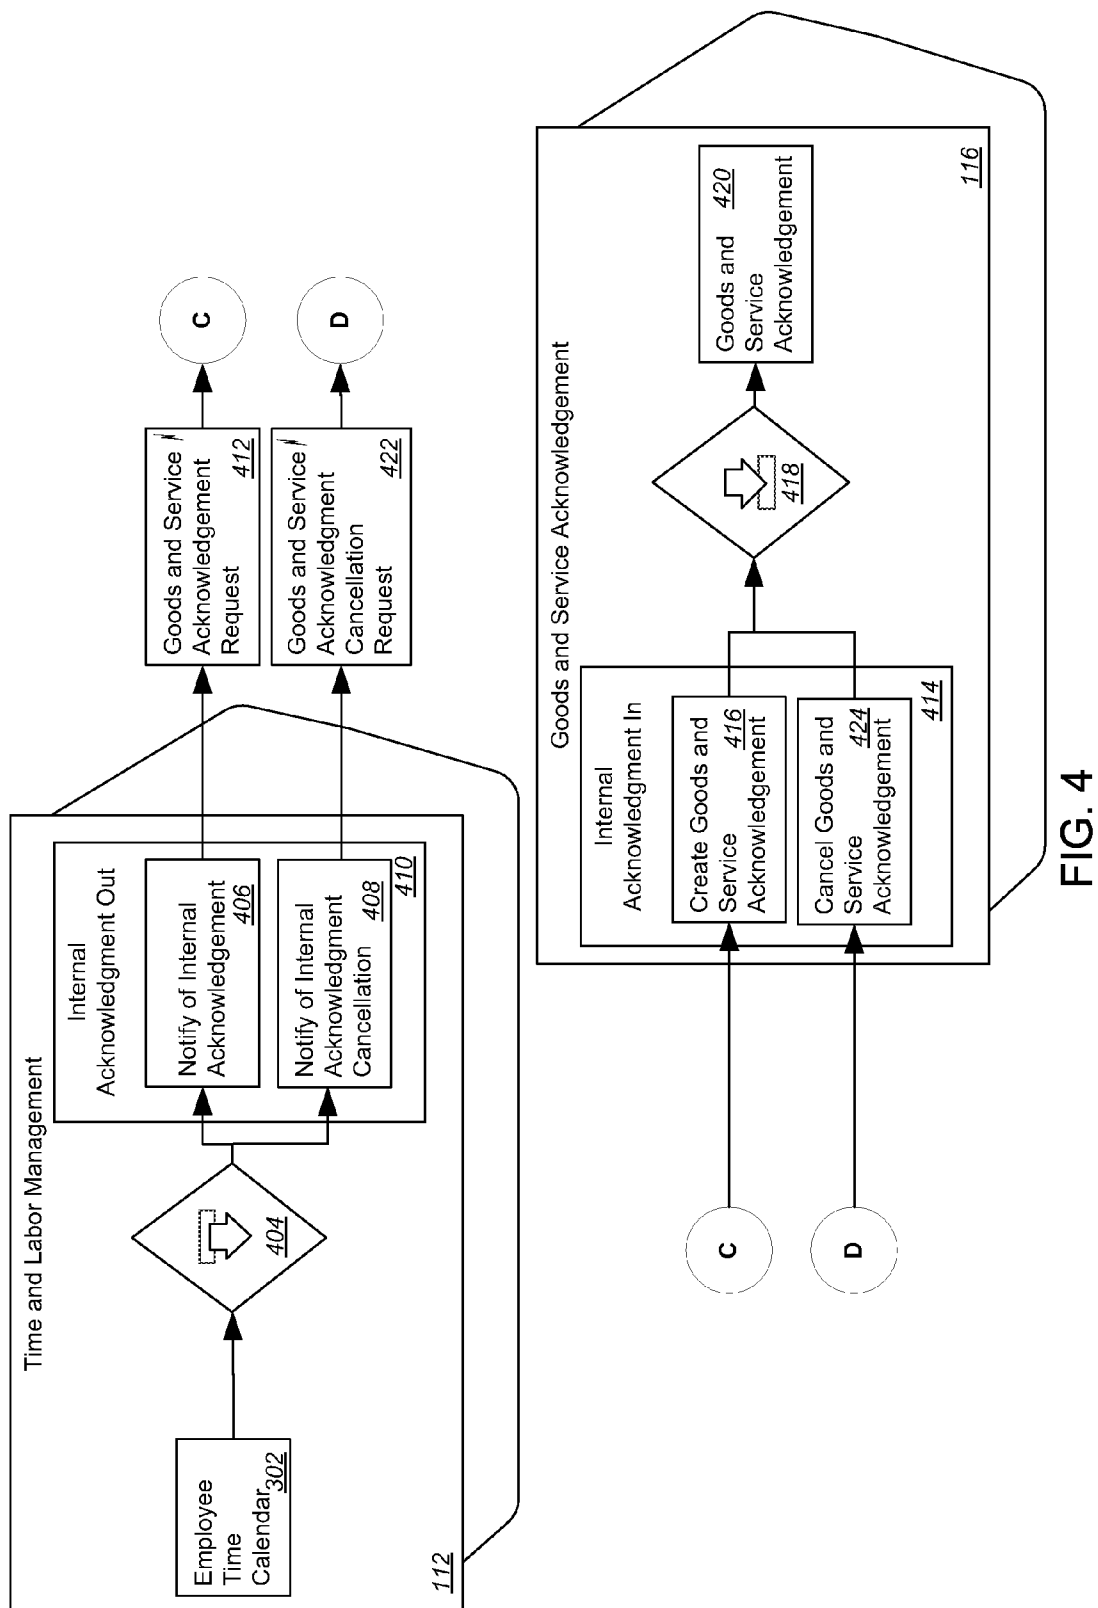 Time and Labor Management
Employee
Time
Calendar
302
404
Internal
Acknowledgment Out
Notify of Internal
Acknowledgement
406
Notify of Internal
Acknowledgment
Cancellation
408
410
112
Goods and Service
Acknowledgement
Request
412
C
Goods and Service
Acknowledgment
Cancellation
Request
422
D
Goods and Service Acknowledgement
C
D
Internal
Acknowledgment In
Create Goods and
Service
Acknowledgement
416
Cancel Goods and
Service
Acknowledgement
424
414
418
Goods and
Service
Acknowledgement
420
116
FIG. 4